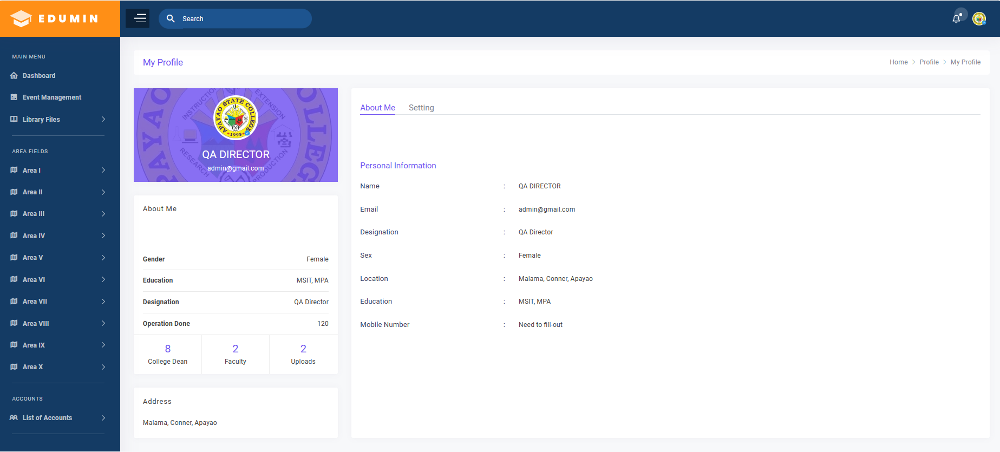 EDUMIN
Search
MAIN MENU
Dashboard
Event Management
Library Files
AREA FIELDS
Area I
Area II
Area III
Area IV
Area V
Area VI
Area VII
Area VIII
Area IX
Area X
ACCOUNTS
List of Accounts
My Profile
Home > Profile > My Profile
APAYAO STATE COLLEGE
1998
INSTRUCTION
EXTENSION
RESEARCH
PRODUCTION
QA DIRECTOR
admin@gmail.com
About Me
Gender Female
Education MSIT, MPA
Designation QA Director
Operation Done 120
8 2 2
College Dean Faculty Uploads
Address
Malama, Conner, Apayao
About Me Setting
Personal Information
Name : QA DIRECTOR
Email : admin@gmail.com
Designation : QA Director
Sex : Female
Location : Malama, Conner, Apayao
Education : MSIT, MPA
Mobile Number : Need to fill-out